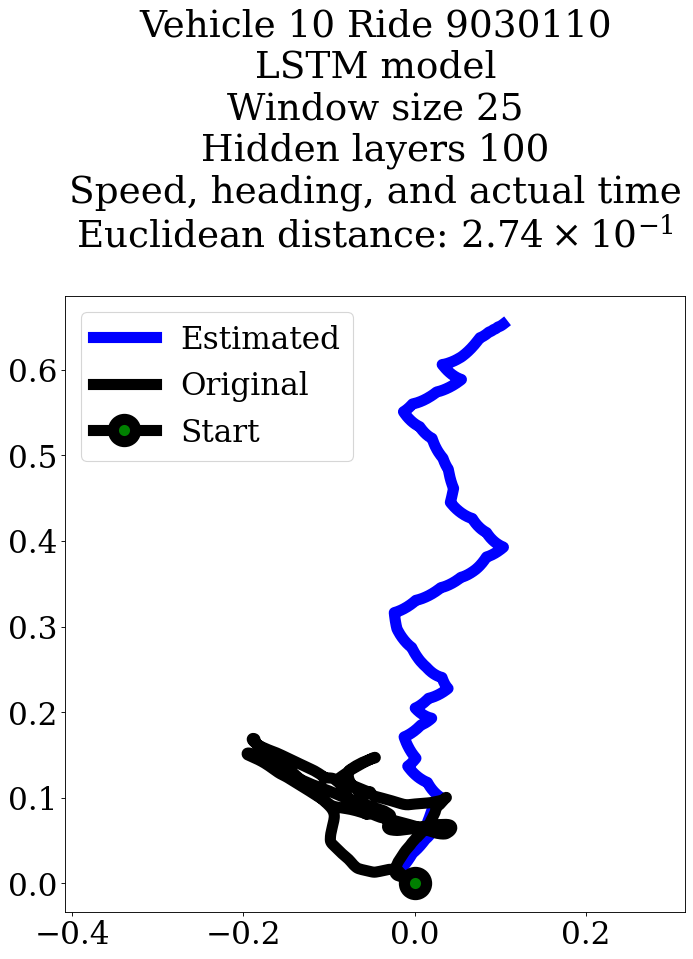 Vehicle 10 Ride 9030110
LSTM model
Window size 25
Hidden layers 100
Speed, heading, and actual time
Euclidean distance: 2.74 × 10⁻¹
Estimated
Original
Start
0.6
0.5
0.4
0.3
0.2
0.1
0.0
−0.4 −0.2 0.0 0.2